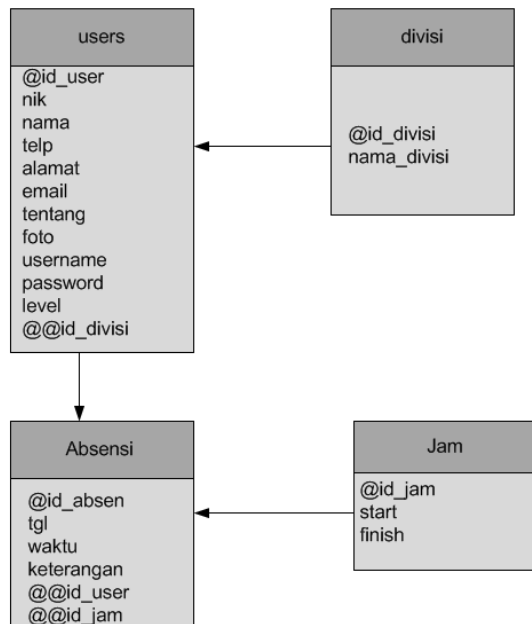 users
@id_user
nik
nama
telp
alamat
email
tentang
foto
username
password
level
@@id_divisi
divisi
@id_divisi
nama_divisi
Absensi
@id_absen
tgl
waktu
keterangan
@@id_user
@@id_jam
Jam
@id_jam
start
finish